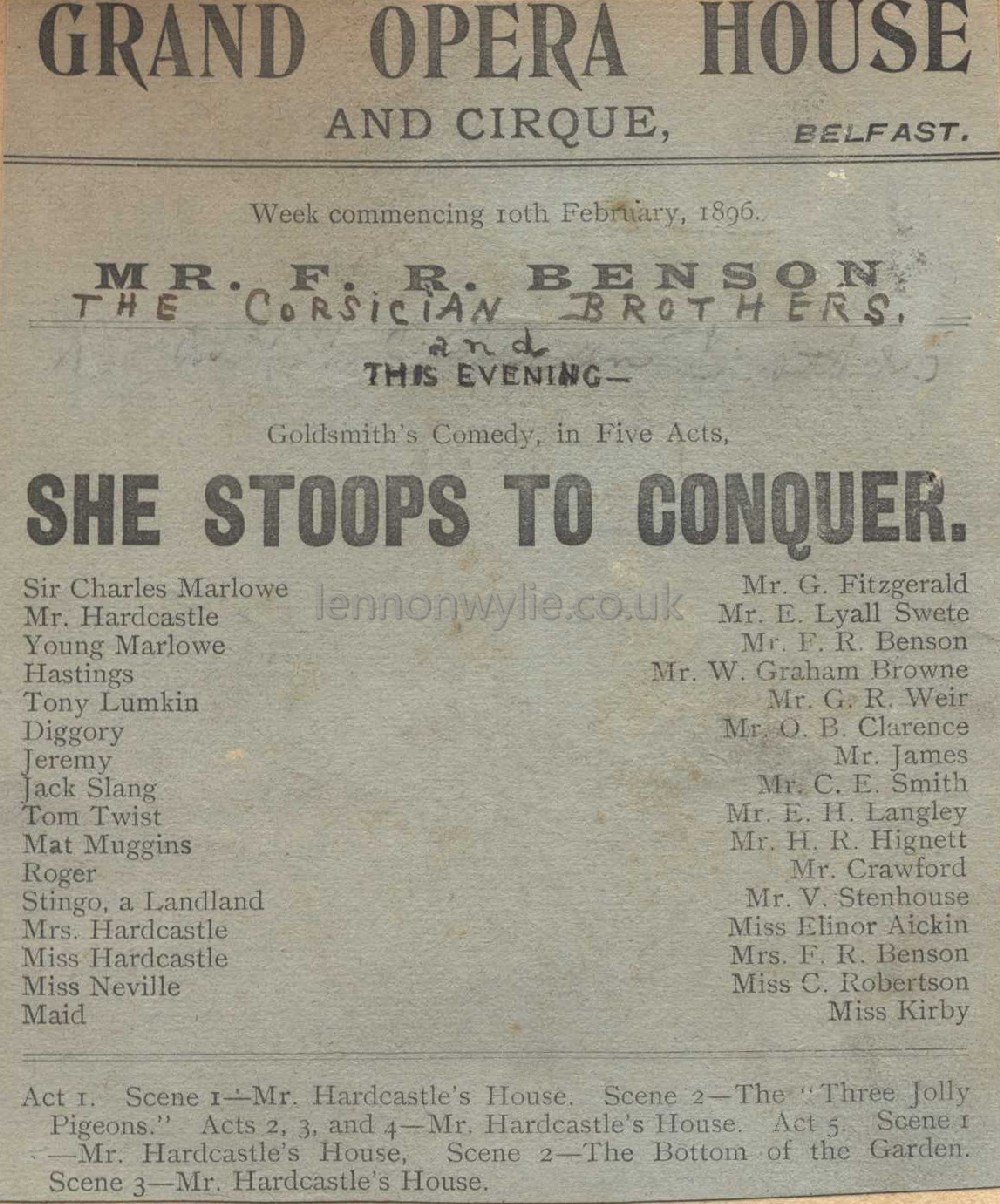 GRAND OPERA HOUSE
AND CIRQUE, BELFAST.
Week commencing 10th February, 1896.
MR. F. R. BENSON
THE CORSICIAN BROTHERS.
and
THIS EVENING—
Goldsmith's Comedy, in Five Acts,
SHE STOOPS TO CONQUER.
Sir Charles Marlowe Mr. G. Fitzgerald
lennonwylie.co.uk
Mr. Hardcastle Mr. E. Lyall Swete
Young Marlowe Mr. F. R. Benson
Hastings Mr. W. Graham Browne
Tony Lumkin Mr. G. R. Weir
Diggory Mr. O. B. Clarence
Jeremy Mr. James
Jack Slang Mr. C. E. Smith
Tom Twist Mr. E. H. Langley
Mat Muggins Mr. H. R. Hignett
Roger Mr. Crawford
Stingo, a Landland Mr. V. Stenhouse
Mrs. Hardcastle Miss Elinor Aickin
Miss Hardcastle Mrs. F. R. Benson
Miss Neville Miss C. Robertson
Maid Miss Kirby
Act 1. Scene 1—Mr. Hardcastle's House. Scene 2—The "Three Jolly
Pigeons." Acts 2, 3, and 4—Mr. Hardcastle's House. Act 5. Scene 1
—Mr. Hardcastle's House, Scene 2—The Bottom of the Garden.
Scene 3—Mr. Hardcastle's House.